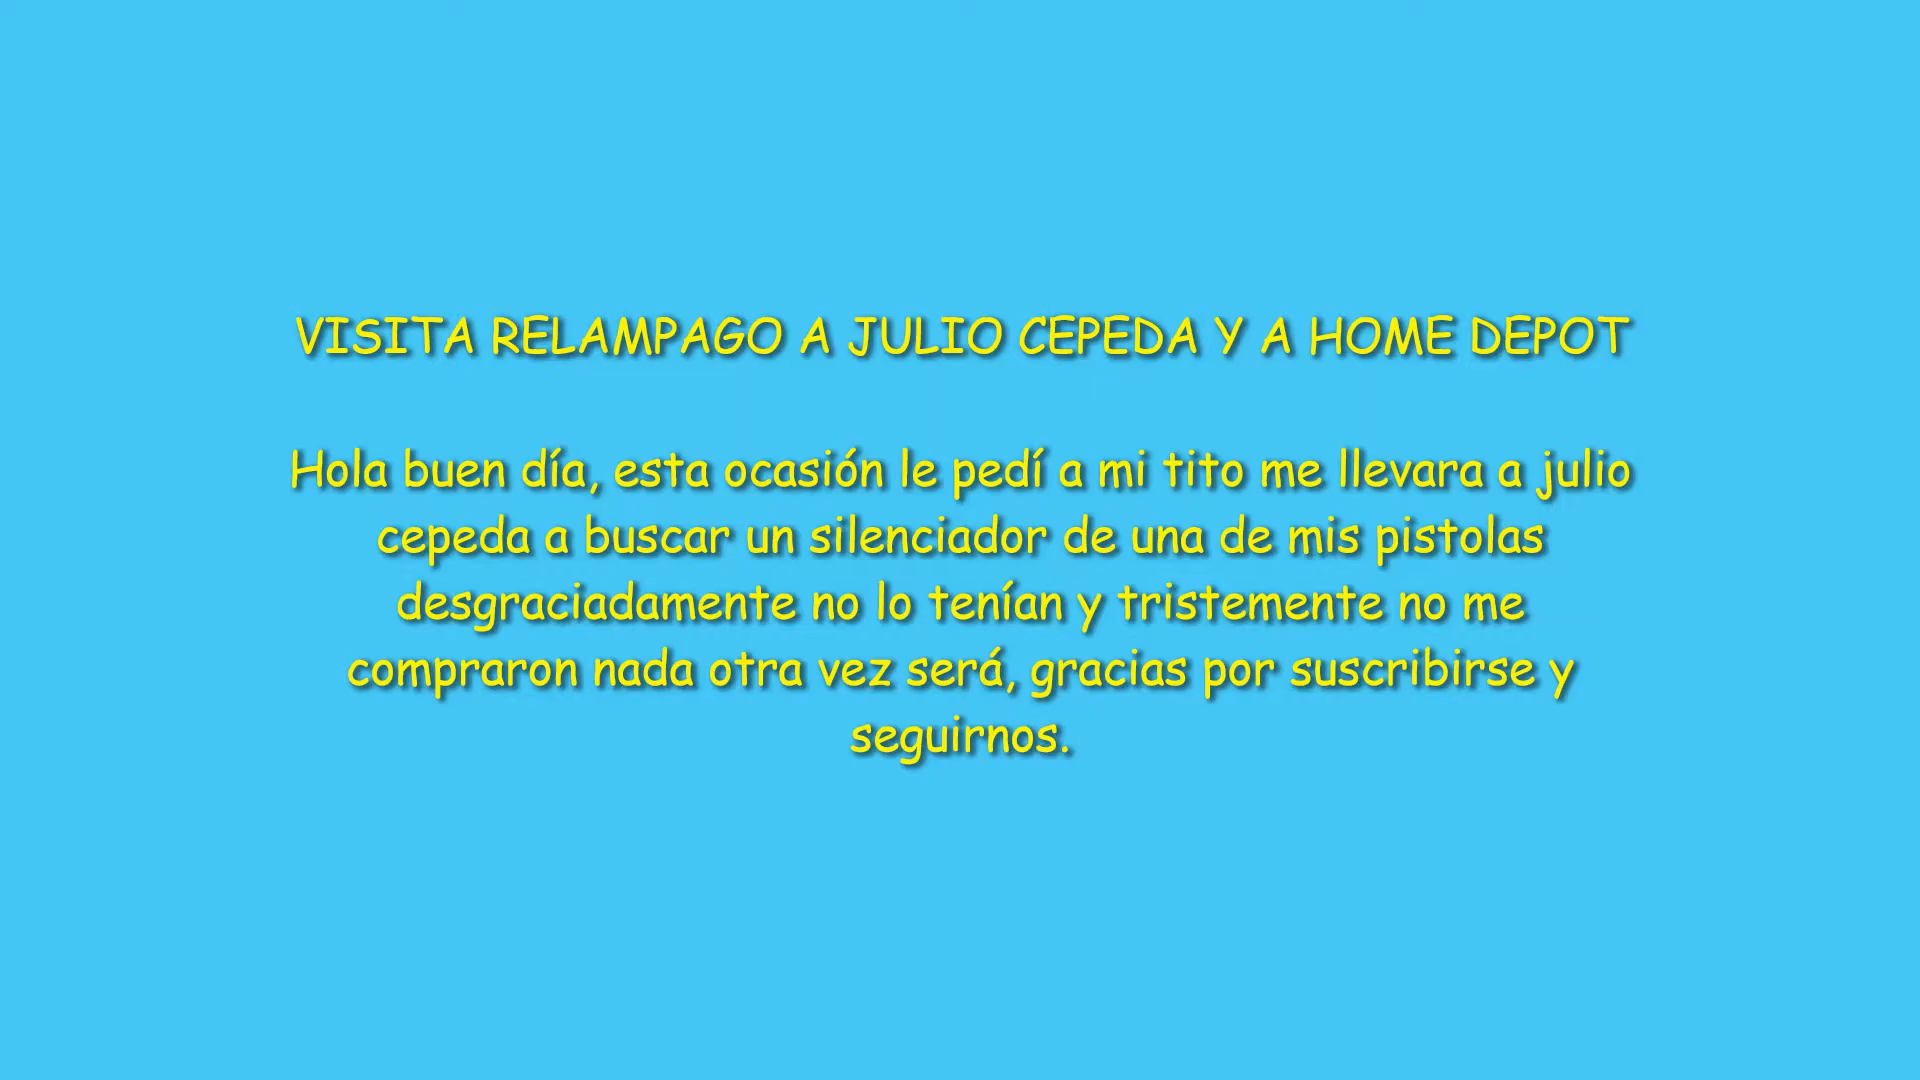 VISITA RELAMPAGO A JULIO CEPEDA Y A HOME DEPOT
Hola buen día, esta ocasión le pedí a mi tito me llevara a julio
cepeda a buscar un silenciador de una de mis pistolas
desgraciadamente no lo tenían y tristemente no me
compraron nada otra vez será, gracias por suscribirse y
seguirnos.